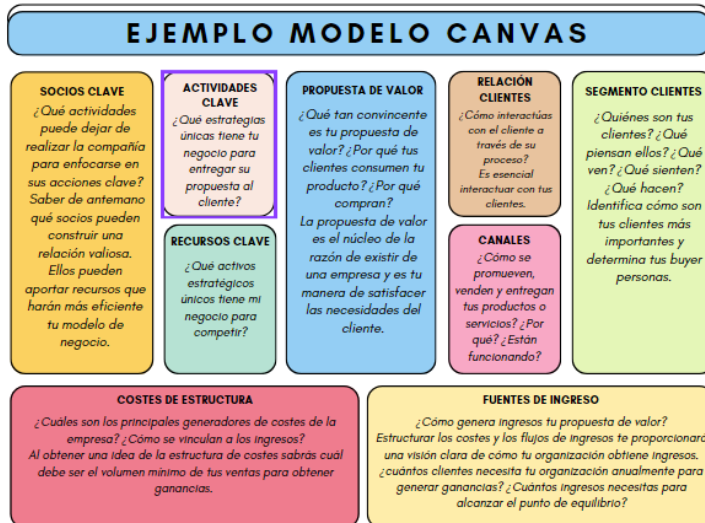 EJEMPLO MODELO CANVAS
SOCIOS CLAVE
¿Qué actividades
puede dejar de
realizar la compañía
para enfocarse en
sus acciones clave?
Saber de antemano
qué socios pueden
construir una
relación valiosa.
Ellos pueden
aportar recursos que
harán más eficiente
tu modelo de
negocio.
ACTIVIDADES
CLAVE
¿Qué estrategias
únicas tiene tu
negocio para
entregar su
propuesta al
cliente?
RECURSOS CLAVE
¿Qué activos
estratégicos
únicos tiene mi
negocio para
competir?
PROPUESTA DE VALOR
¿Qué tan convincente
es tu propuesta de
valor? ¿Por qué tus
clientes consumen tu
producto? ¿Por qué
compran?
La propuesta de valor
es el núcleo de la
razón de existir de
una empresa y es tu
manera de satisfacer
las necesidades del
cliente.
RELACIÓN
CLIENTES
¿Cómo interactúas
con el cliente a
través de su
proceso?
Es esencial
interactuar con tus
clientes.
CANALES
¿Cómo se
promueven,
venden y entregan
tus productos o
servicios? ¿Por
qué? ¿Están
funcionando?
SEGMENTO CLIENTES
¿Quiénes son tus
clientes? ¿Qué
piensan ellos? ¿Qué
ven? ¿Qué sienten?
¿Qué hacen?
Identifica cómo son
tus clientes más
importantes y
determina tus buyer
personas.
COSTES DE ESTRUCTURA
¿Cuáles son los principales generadores de costes de la
empresa? ¿Cómo se vinculan a los ingresos?
Al obtener una idea de la estructura de costes sabrás cuál
debe ser el volumen mínimo de tus ventas para obtener
ganancias.
FUENTES DE INGRESO
¿Cómo genera ingresos tu propuesta de valor?
Estructurar los costes y los flujos de ingresos te proporcionará
una visión clara de cómo tu organización obtiene ingresos.
¿cuántos clientes necesita tu organización anualmente para
generar ganancias? ¿Cuántos ingresos necesitas para
alcanzar el punto de equilibrio?